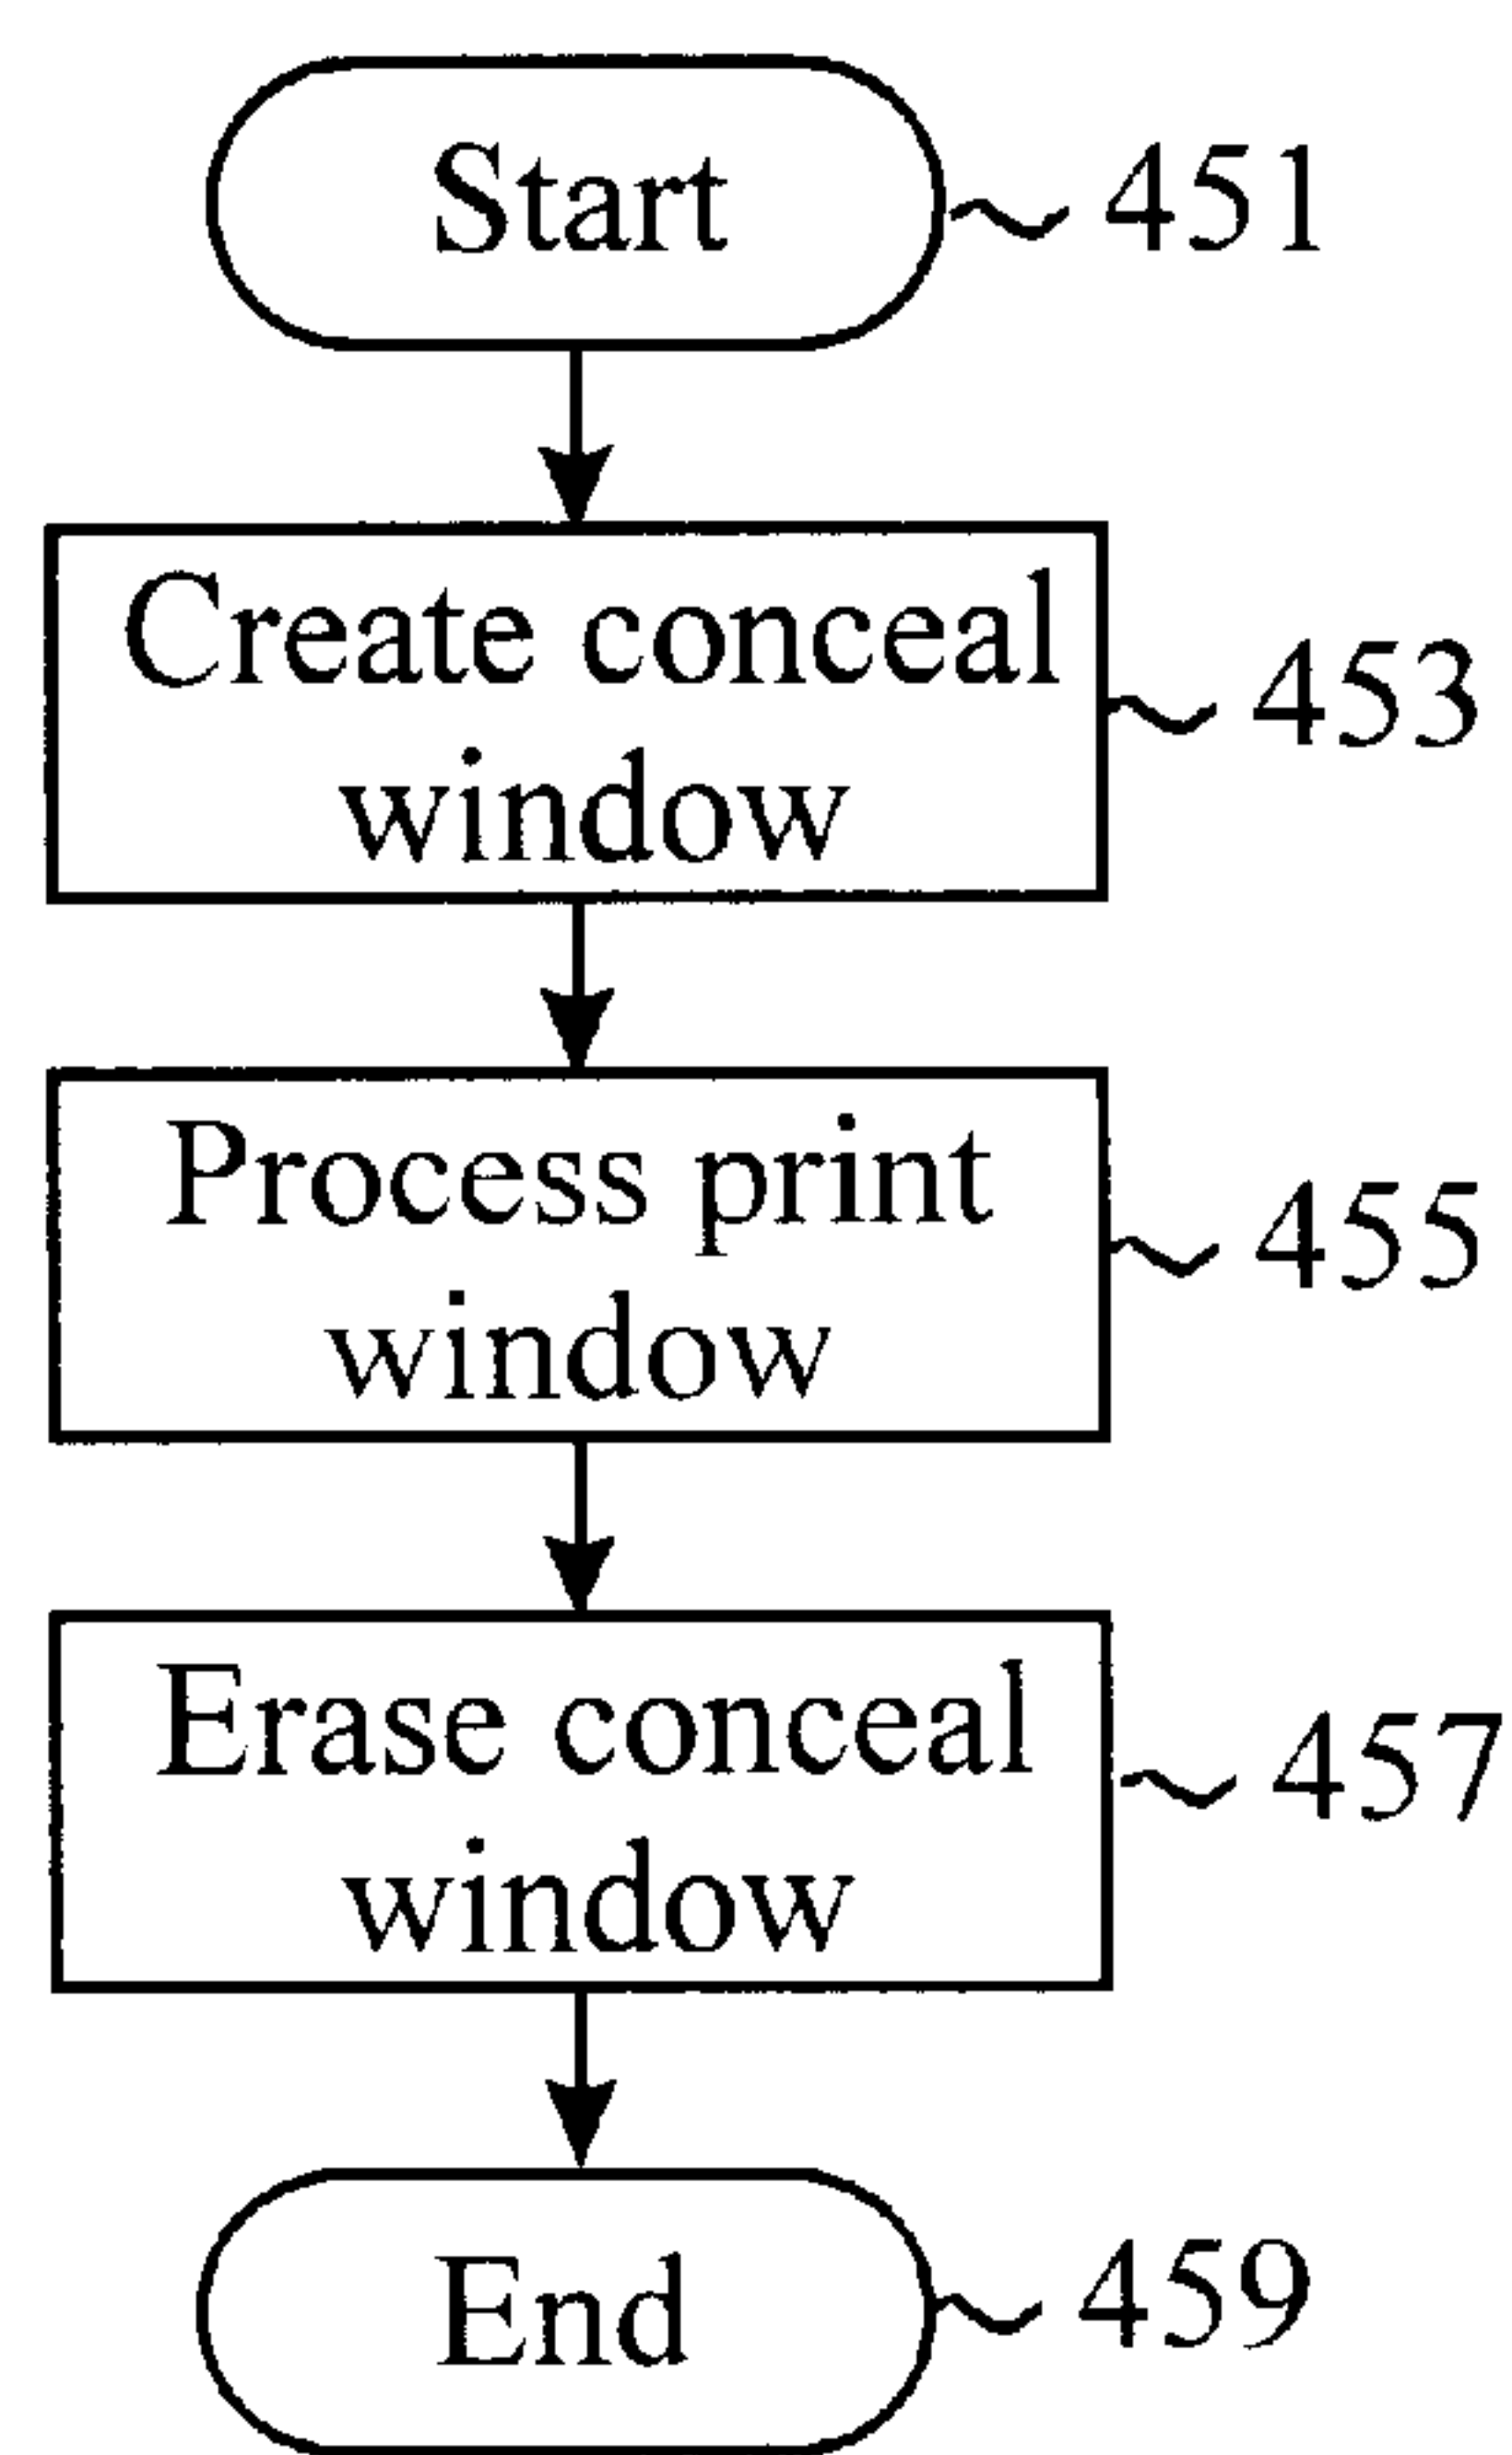 Start 451
Create conceal
window
453
Process print
window
455
Erase conceal
window
457
End 459